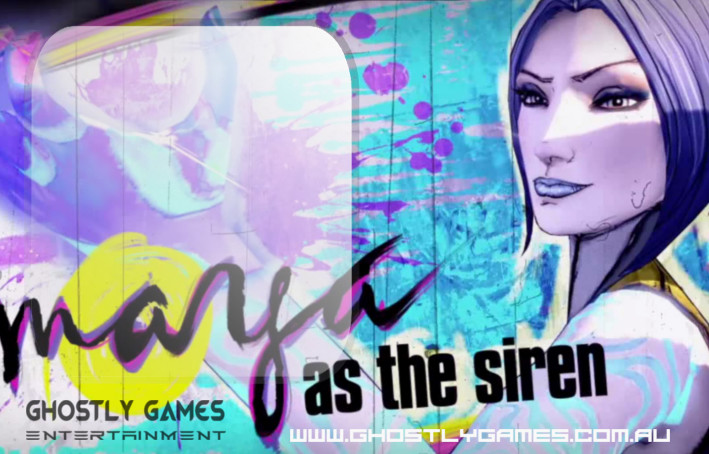 maya
as the siren
GHOSTLY GAMES
ENTERTAINMENT
WWW.GHOSTLYGAMES.COM.AU